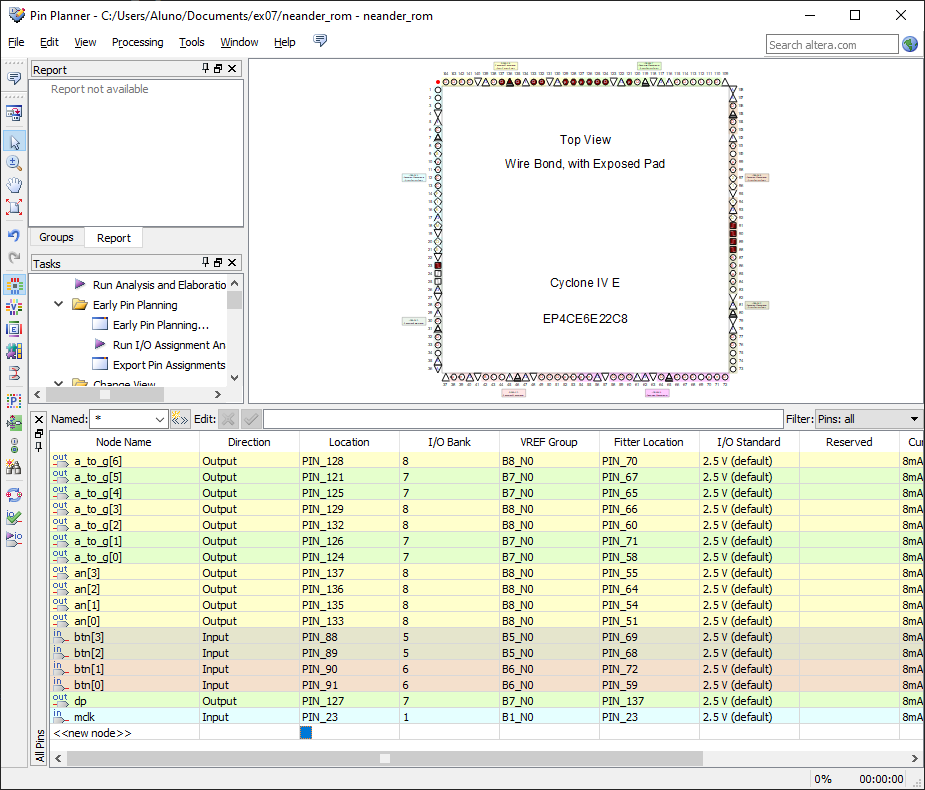 Pin Planner - C:/Users/Aluno/Documents/ex07/neander_rom - neander_rom
File Edit View Processing Tools Window Help
Search altera.com
Report
Report not available
Groups Report
Tasks
Run Analysis and Elaboratio
Early Pin Planning
Early Pin Planning...
Run I/O Assignment An
Export Pin Assignments
Change View
Top View
Wire Bond, with Exposed Pad
Cyclone IV E
EP4CE6E22C8
Named: * Edit: Filter: Pins: all
Node Name Direction Location I/O Bank VREF Group Fitter Location I/O Standard Reserved Cur
out a_to_g[6] Output PIN_128 8 B8_N0 PIN_70 2.5 V (default) 8mA
out a_to_g[5] Output PIN_121 7 B7_N0 PIN_67 2.5 V (default) 8mA
out a_to_g[4] Output PIN_125 7 B7_N0 PIN_65 2.5 V (default) 8mA
out a_to_g[3] Output PIN_129 8 B8_N0 PIN_66 2.5 V (default) 8mA
out a_to_g[2] Output PIN_132 8 B8_N0 PIN_60 2.5 V (default) 8mA
out a_to_g[1] Output PIN_126 7 B7_N0 PIN_71 2.5 V (default) 8mA
out a_to_g[0] Output PIN_124 7 B7_N0 PIN_58 2.5 V (default) 8mA
out an[3] Output PIN_137 8 B8_N0 PIN_55 2.5 V (default) 8mA
out an[2] Output PIN_136 8 B8_N0 PIN_64 2.5 V (default) 8mA
out an[1] Output PIN_135 8 B8_N0 PIN_54 2.5 V (default) 8mA
out an[0] Output PIN_133 8 B8_N0 PIN_51 2.5 V (default) 8mA
in btn[3] Input PIN_88 5 B5_N0 PIN_69 2.5 V (default) 8mA
in btn[2] Input PIN_89 5 B5_N0 PIN_68 2.5 V (default) 8mA
in btn[1] Input PIN_90 6 B6_N0 PIN_72 2.5 V (default) 8mA
in btn[0] Input PIN_91 6 B6_N0 PIN_59 2.5 V (default) 8mA
out dp Output PIN_127 7 B7_N0 PIN_137 2.5 V (default) 8mA
in mclk Input PIN_23 1 B1_N0 PIN_23 2.5 V (default) 8mA
<<new node>>
All Pins
0% 00:00:00